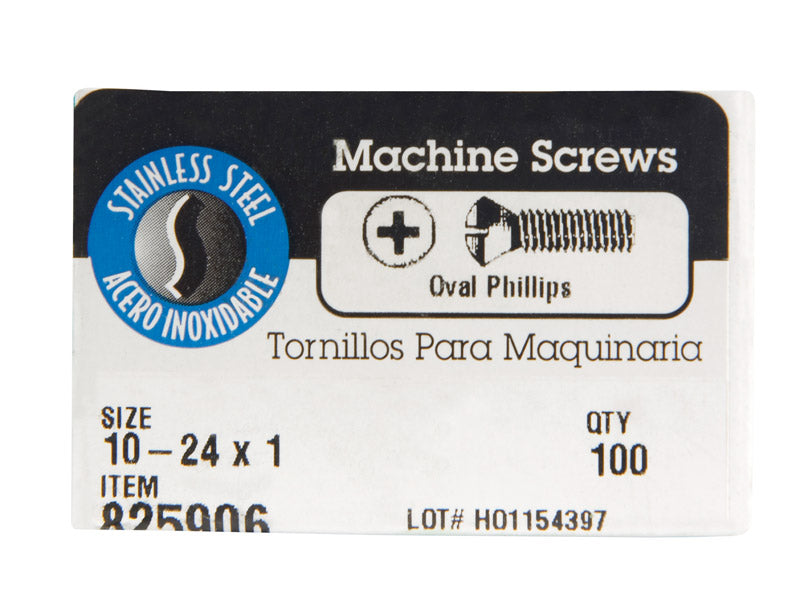 STAINLESS STEEL
ACERO INOXIDABLE
Machine Screws
Oval Phillips
Tornillos Para Maquinaria
SIZE
10-24 x 1
QTY
100
ITEM
825906
LOT# H01154397